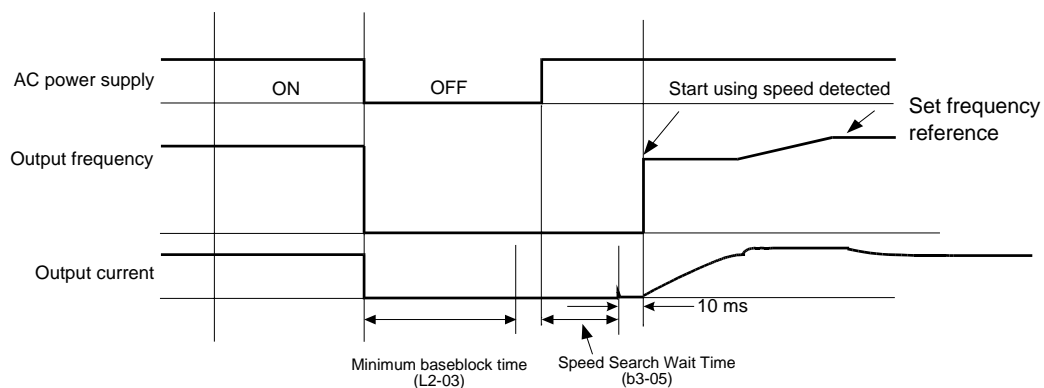 AC power supply
ON
OFF
Start using speed detected
Set frequency
reference
Output frequency
Output current
10 ms
Minimum baseblock time
(L2-03)
Speed Search Wait Time
(b3-05)